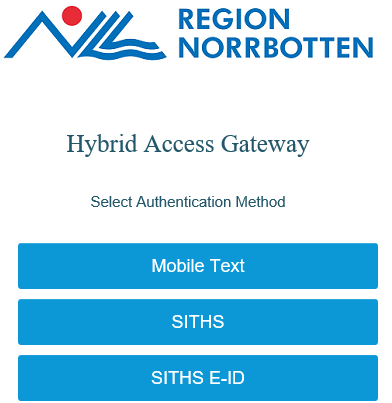 REGION
NORRBOTTEN
Hybrid Access Gateway
Select Authentication Method
Mobile Text
SITHS
SITHS E-ID